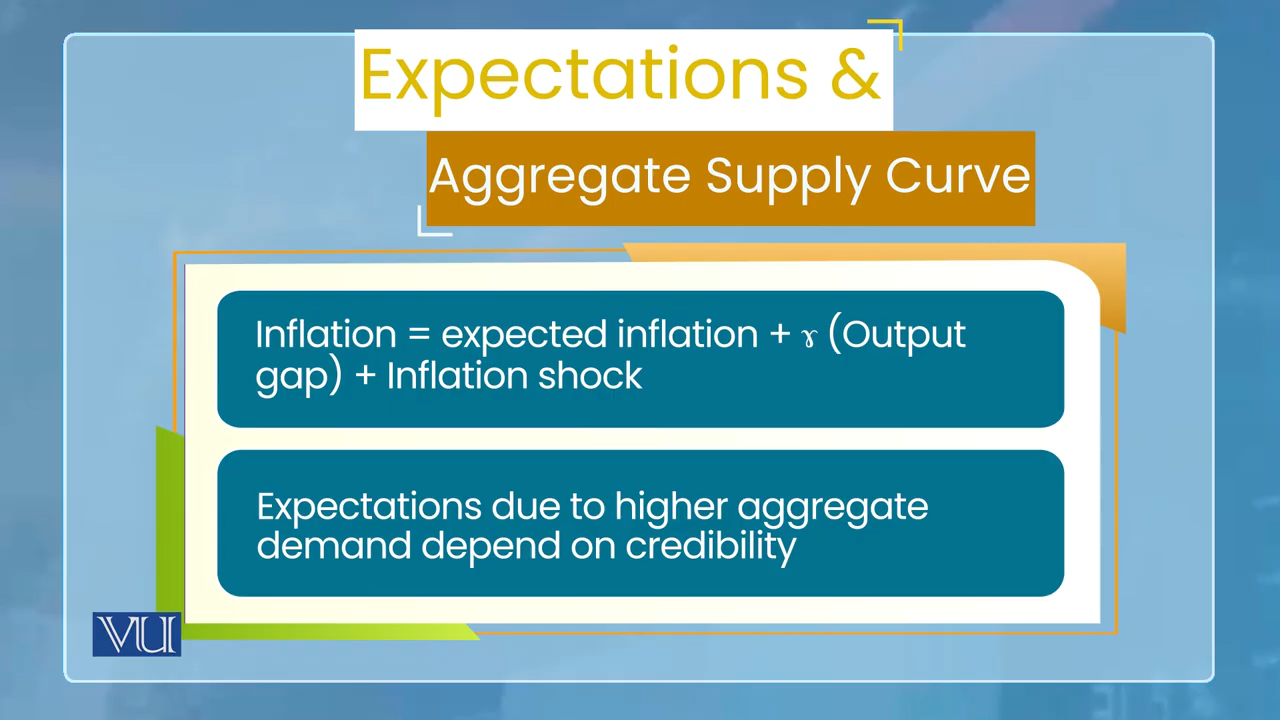 Expectations &
Aggregate Supply Curve
Inflation = expected inflation + ɤ (Output
gap) + Inflation shock
Expectations due to higher aggregate
demand depend on credibility
VU